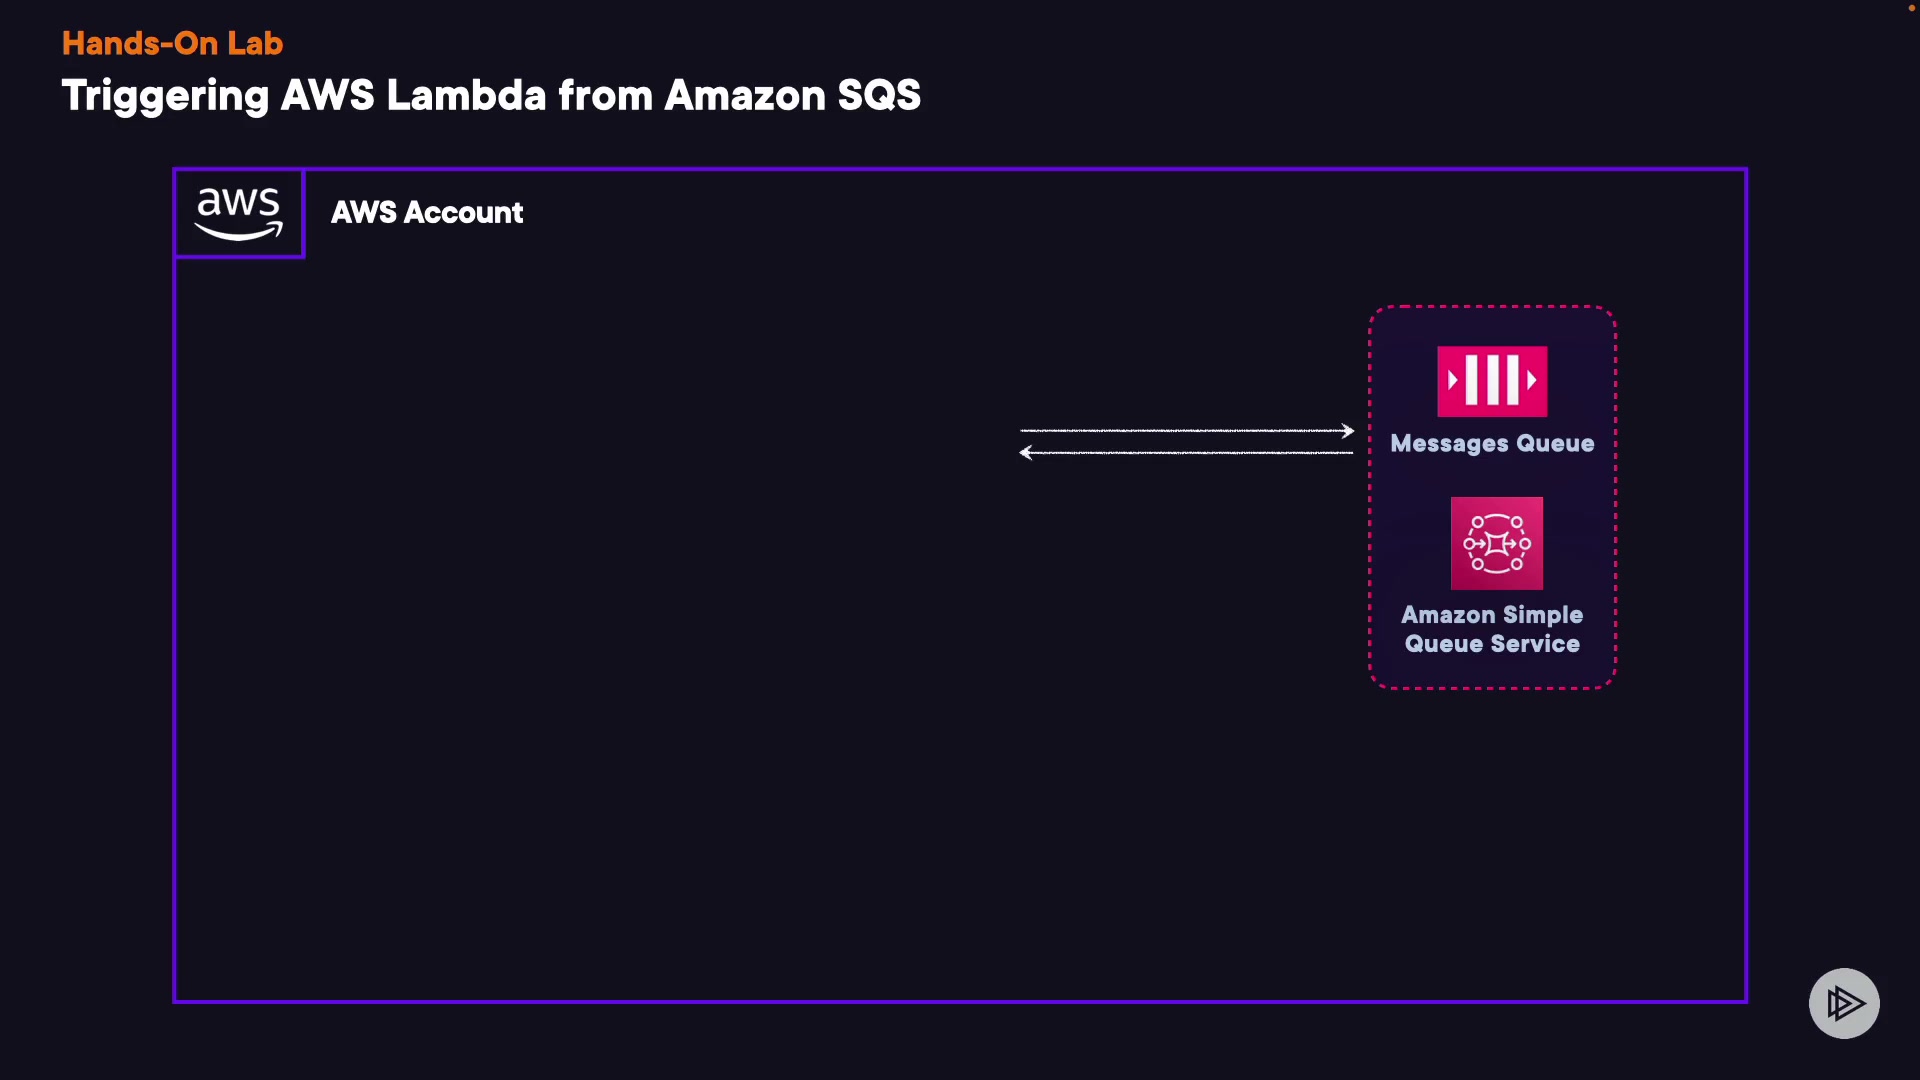 Hands-On Lab
Triggering AWS Lambda from Amazon SQS
aws
AWS Account
Messages Queue
Amazon Simple
Queue Service